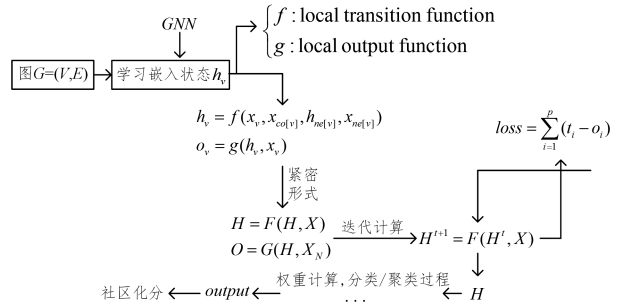 GNN
f : local transition function
g : local output function
图G=(V,E)
学习嵌入状态h_v
h_v = f(x_v, x_co[v], h_ne[v], x_ne[v])
o_v = g(h_v, x_v)
loss = ∑_{i=1}^{p} (t_i − o_i)
紧密
形式
H = F(H, X)
O = G(H, X_N)
迭代计算
H^{t+1} = F(H^t, X)
社区化分
output
权重计算,分类/聚类过程
...
H